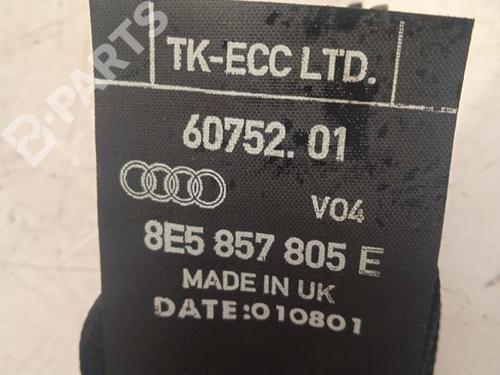 B-PARTS
TK-ECC LTD.
60752. 01
V04
8E5 857 805 E
MADE IN UK
DATE:010801